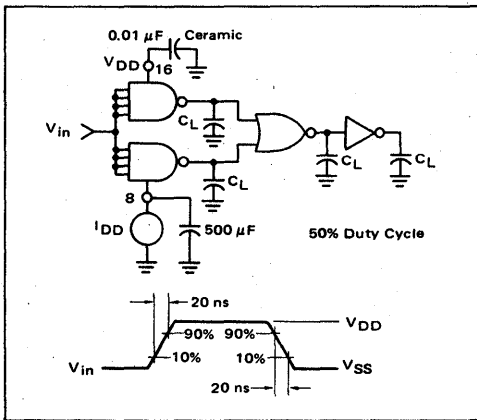 0.01 μF Ceramic
VDD 16
CL
Vin
CL
CL
CL
8
IDD
500 μF
50% Duty Cycle
20 ns
VDD
90% 90%
10% 10%
Vin
VSS
20 ns